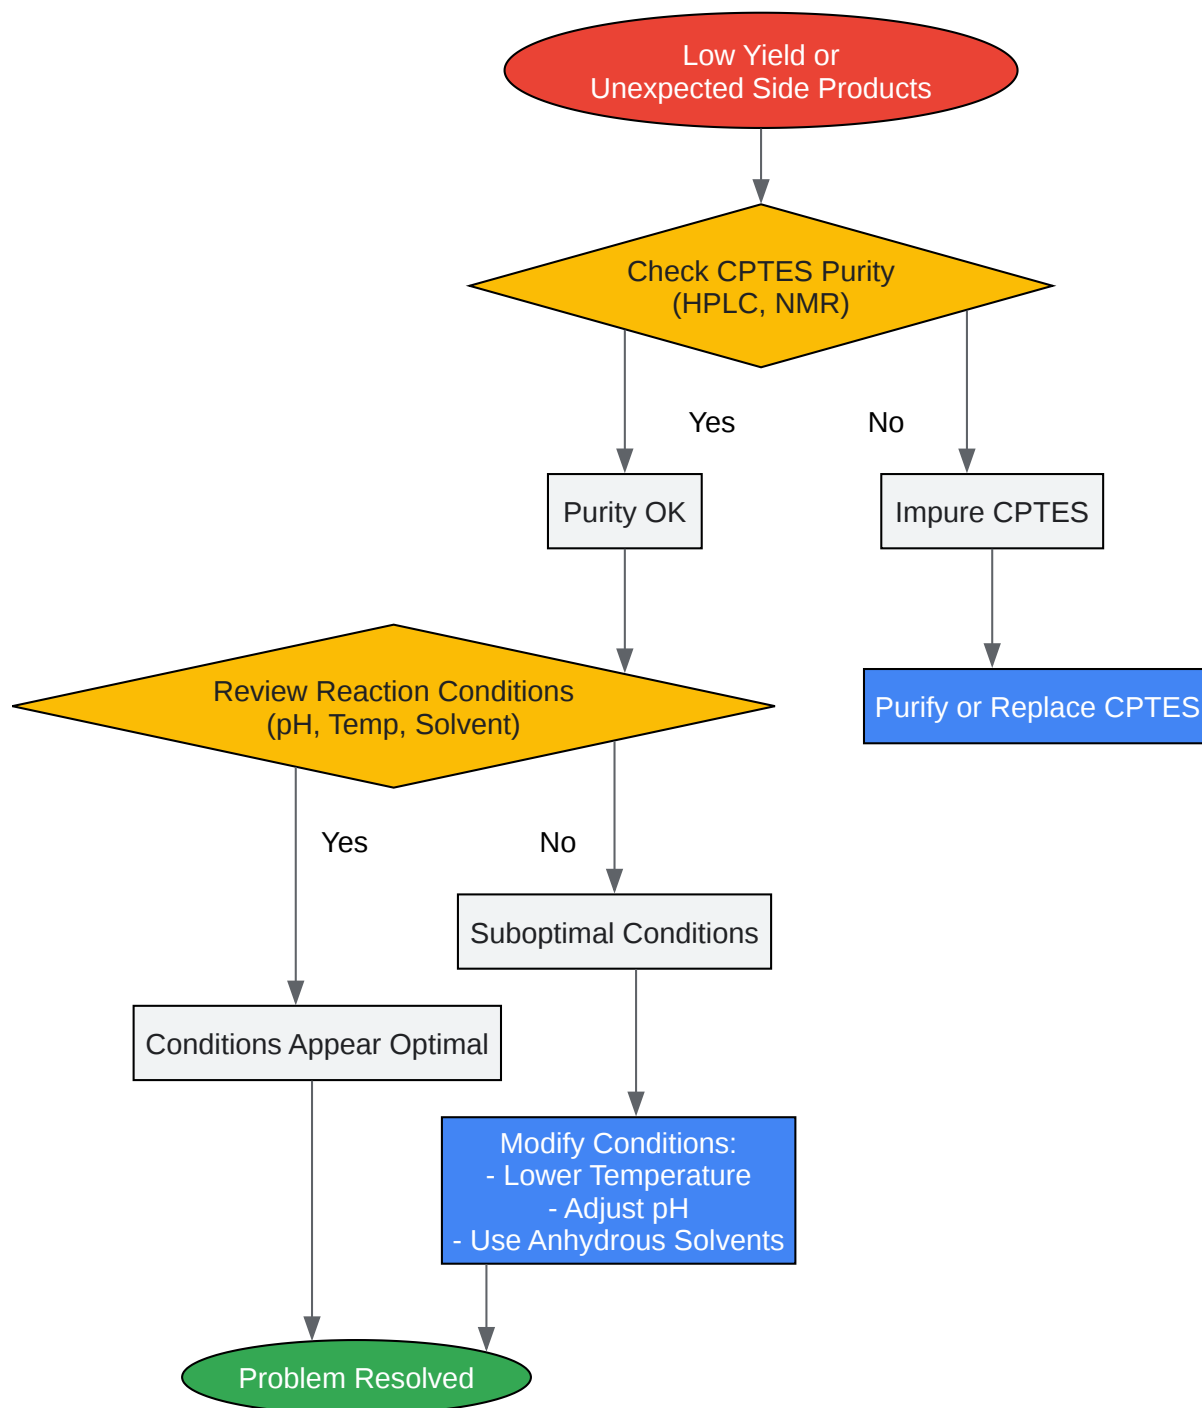 Low Yield or
Unexpected Side Products
Check CPTES Purity
(HPLC, NMR)
Yes
No
Purity OK
Impure CPTES
Review Reaction Conditions
(pH, Temp, Solvent)
Purify or Replace CPTES
Yes
No
Suboptimal Conditions
Conditions Appear Optimal
Modify Conditions:
- Lower Temperature
- Adjust pH
- Use Anhydrous Solvents
Problem Resolved